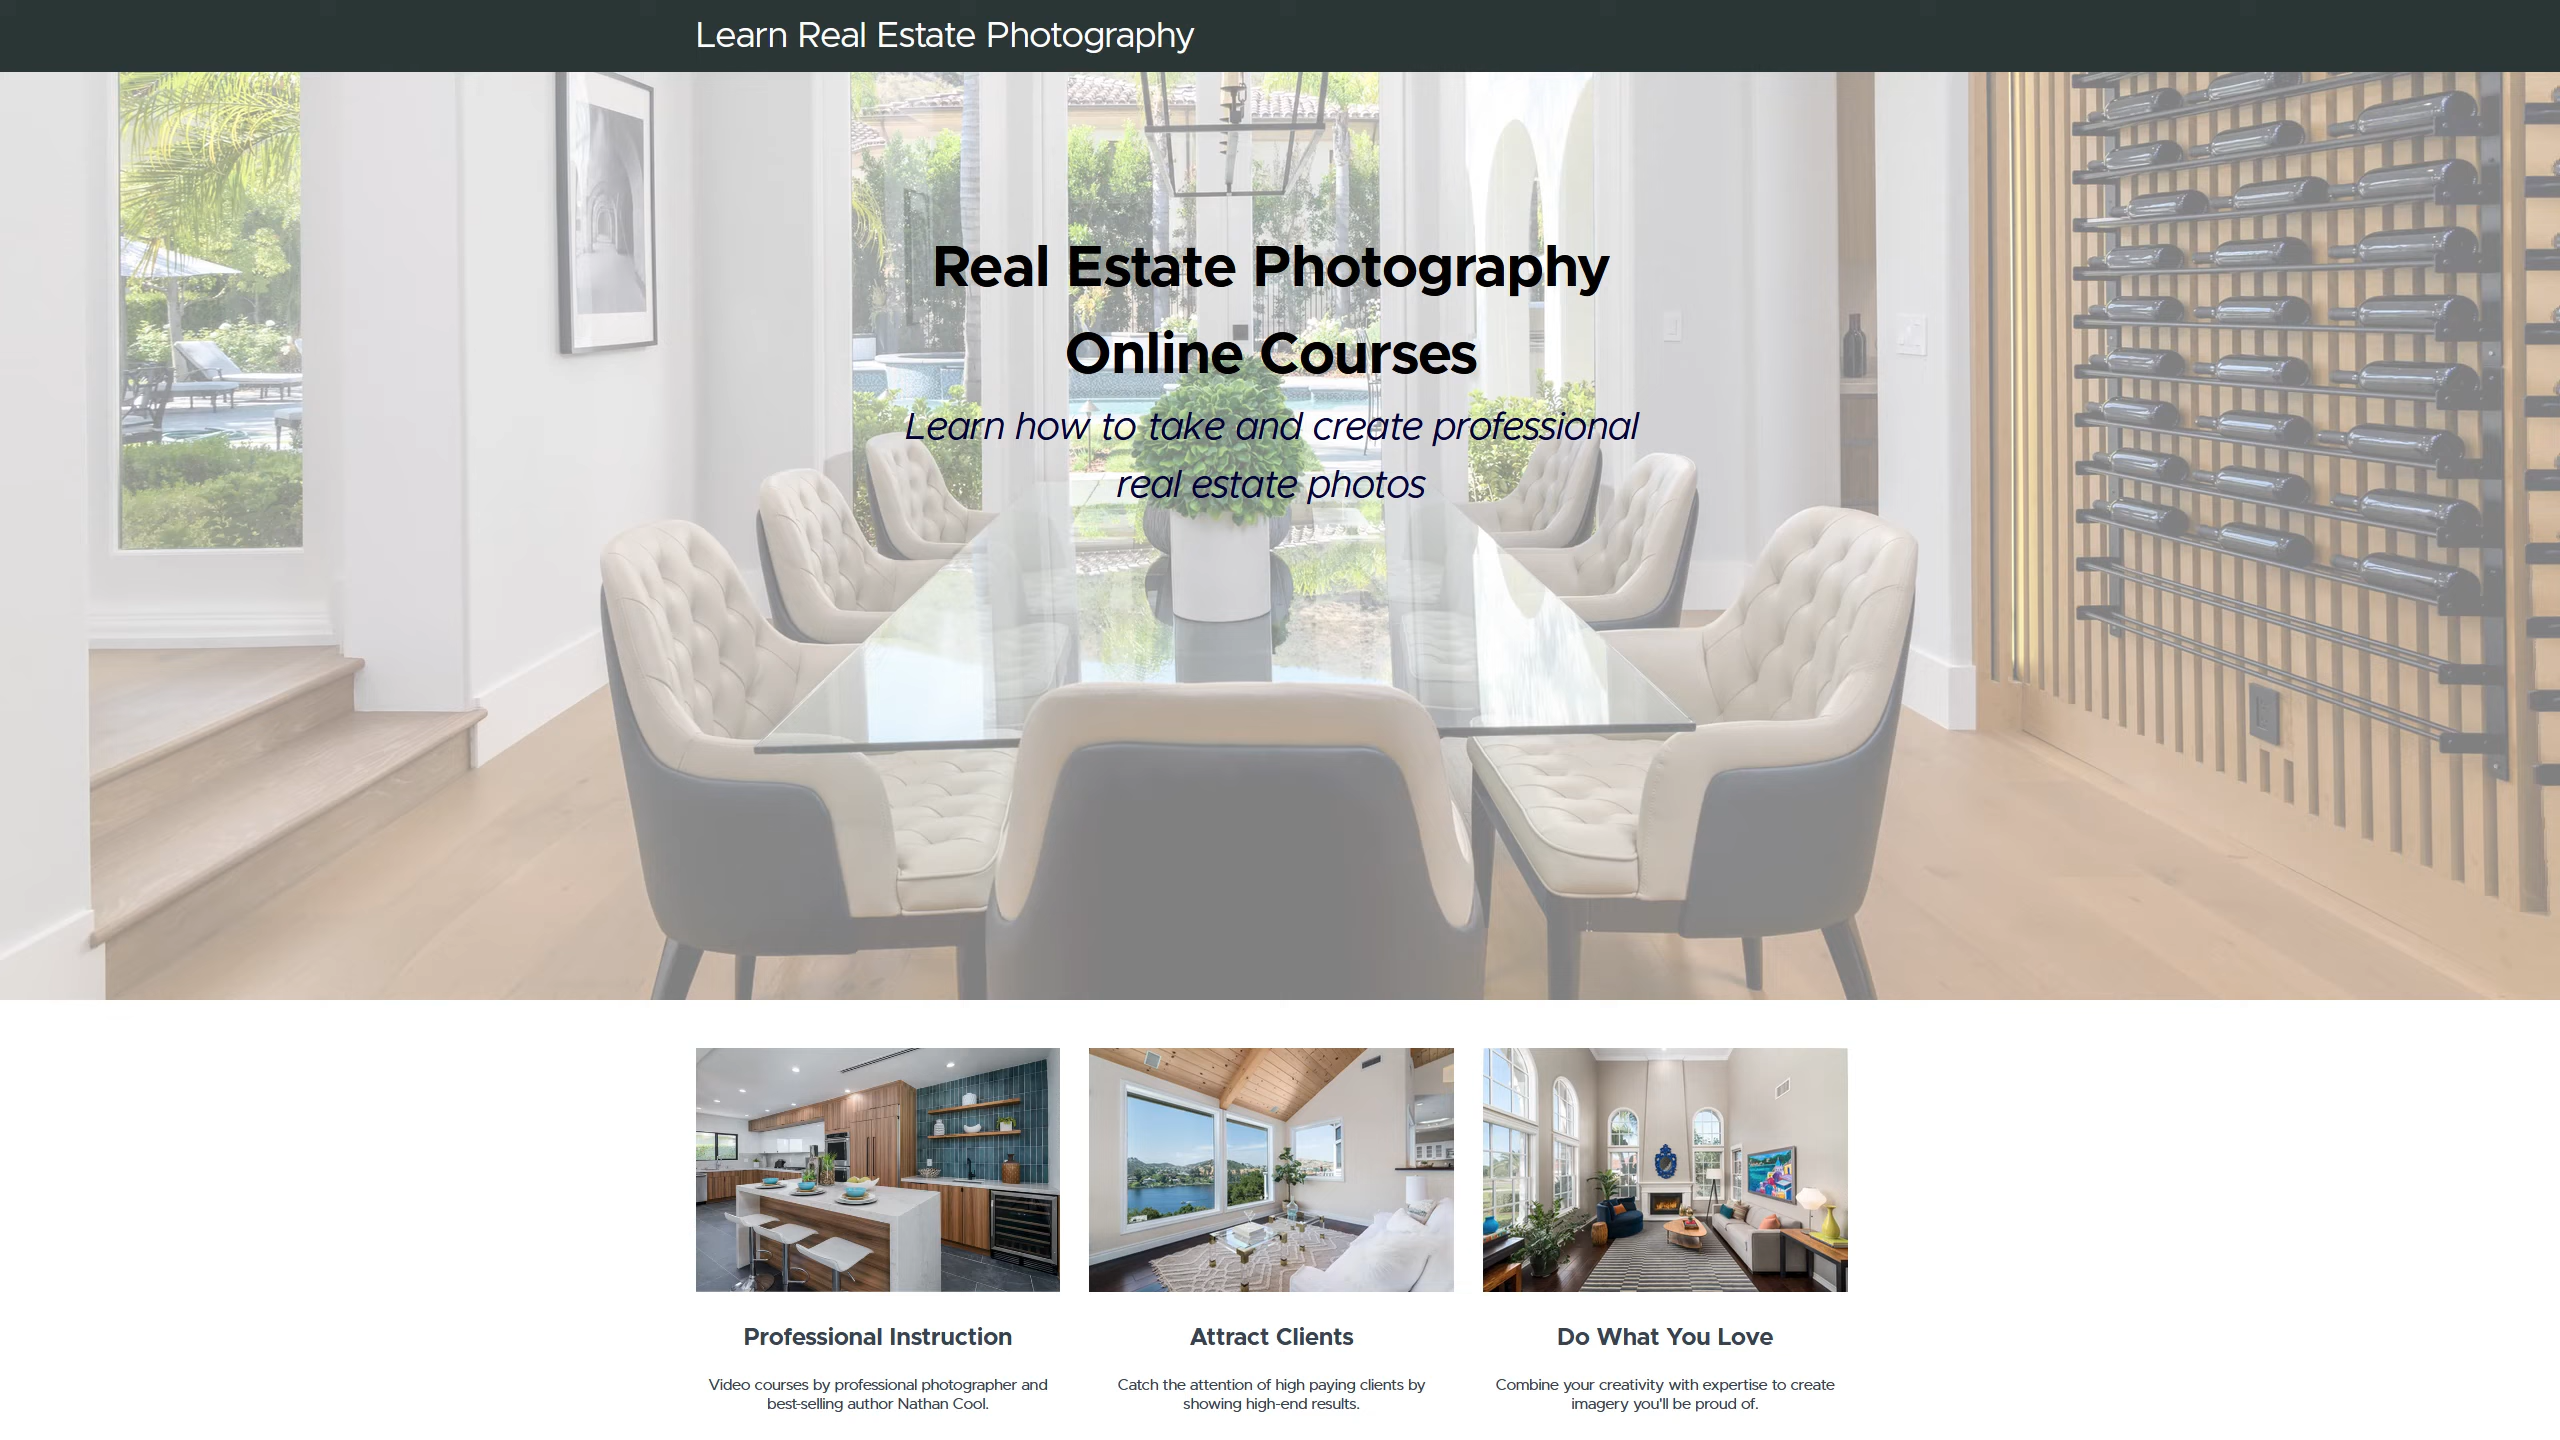 Learn Real Estate Photography
Real Estate Photography
Online Courses
Learn how to take and create professional
real estate photos
Professional Instruction
Video courses by professional photographer and
best-selling author Nathan Cool.
Attract Clients
Catch the attention of high paying clients by
showing high-end results.
Do What You Love
Combine your creativity with expertise to create
imagery you'll be proud of.